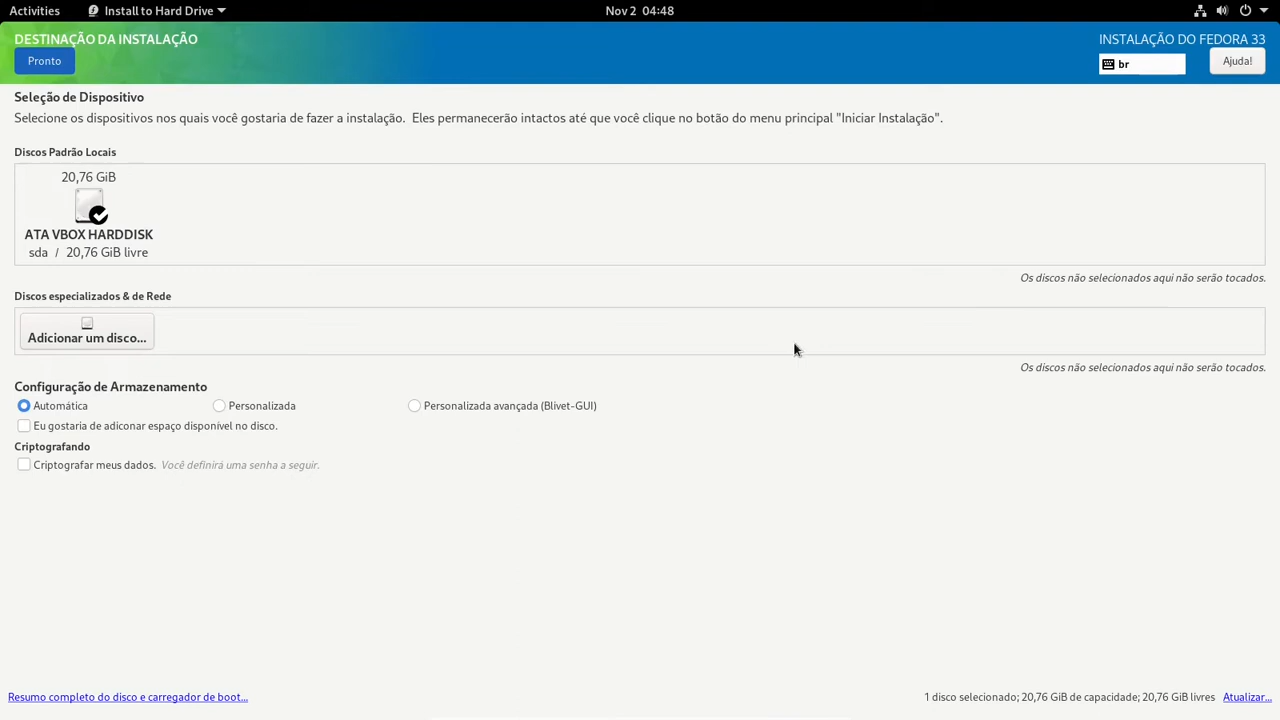 Activities
Install to Hard Drive
Nov 2 04:48
DESTINAÇÃO DA INSTALAÇÃO
Pronto
INSTALAÇÃO DO FEDORA 33
br
Ajuda!
Seleção de Dispositivo
Selecione os dispositivos nos quais você gostaria de fazer a instalação. Eles permanecerão intactos até que você clique no botão do menu principal "Iniciar Instalação".
Discos Padrão Locais
20,76 GiB
ATA VBOX HARDDISK
sda / 20,76 GiB livre
Os discos não selecionados aqui não serão tocados.
Discos especializados & de Rede
Adicionar um disco...
Os discos não selecionados aqui não serão tocados.
Configuração de Armazenamento
Automática
Personalizada
Personalizada avançada (Blivet-GUI)
Eu gostaria de adiconar espaço disponível no disco.
Criptografando
Criptografar meus dados. Você definirá uma senha a seguir.
Resumo completo do disco e carregador de boot...
1 disco selecionado; 20,76 GiB de capacidade; 20,76 GiB livres
Atualizar...